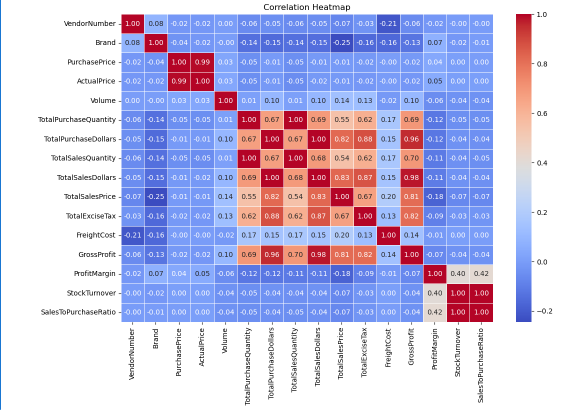 Correlation Heatmap
VendorNumber 1.00 0.08 -0.02 -0.02 0.00 -0.06 -0.05 -0.06 -0.05 -0.07 -0.03 -0.21 -0.06 -0.02 -0.00 -0.00
Brand 0.08 1.00 -0.04 -0.02 -0.00 -0.14 -0.15 -0.14 -0.15 -0.25 -0.16 -0.16 -0.13 0.07 -0.02 -0.01
PurchasePrice -0.02 -0.04 1.00 0.99 0.03 -0.05 -0.01 -0.05 -0.01 -0.01 -0.02 -0.00 -0.02 0.04 0.00 0.00
ActualPrice -0.02 -0.02 0.99 1.00 0.03 -0.05 -0.01 -0.05 -0.01 -0.01 -0.02 -0.00 -0.02 0.05 0.00 0.00
Volume 0.00 -0.00 0.03 0.03 1.00 0.01 0.10 0.01 0.10 0.14 0.13 -0.02 0.10 -0.06 -0.04 -0.04
TotalPurchaseQuantity -0.06 -0.14 -0.05 -0.05 0.01 1.00 0.67 1.00 0.69 0.55 0.62 0.17 0.69 -0.12 -0.05 -0.05
TotalPurchaseDollars -0.05 -0.15 -0.01 -0.01 0.10 0.67 1.00 0.67 1.00 0.82 0.88 0.15 0.96 -0.12 -0.04 -0.04
TotalSalesQuantity -0.06 -0.14 -0.05 -0.05 0.01 1.00 0.67 1.00 0.68 0.54 0.62 0.17 0.70 -0.11 -0.04 -0.05
TotalSalesDollars -0.05 -0.15 -0.01 -0.01 0.10 0.69 1.00 0.68 1.00 0.83 0.87 0.15 0.98 -0.11 -0.04 -0.04
TotalSalesPrice -0.07 -0.25 -0.01 -0.01 0.14 0.55 0.82 0.54 0.83 1.00 0.67 0.20 0.81 -0.18 -0.07 -0.07
TotalExciseTax -0.03 -0.16 -0.02 -0.02 0.13 0.62 0.88 0.62 0.87 0.67 1.00 0.13 0.82 -0.09 -0.03 -0.03
FreightCost -0.21 -0.16 -0.00 -0.00 -0.02 0.17 0.15 0.17 0.15 0.20 0.13 1.00 0.14 -0.01 0.00 0.00
GrossProfit -0.06 -0.13 -0.02 -0.02 0.10 0.69 0.96 0.70 0.98 0.81 0.82 0.14 1.00 -0.07 -0.04 -0.04
ProfitMargin -0.02 0.07 0.04 0.05 -0.06 -0.12 -0.12 -0.11 -0.11 -0.18 -0.09 -0.01 -0.07 1.00 0.40 0.42
StockTurnover -0.00 -0.02 0.00 0.00 -0.04 -0.05 -0.04 -0.04 -0.04 -0.07 -0.03 0.00 -0.04 0.40 1.00 1.00
SalesToPurchaseRatio -0.00 -0.01 0.00 0.00 -0.04 -0.05 -0.04 -0.05 -0.04 -0.07 -0.03 0.00 -0.04 0.42 1.00 1.00
VendorNumber
Brand
PurchasePrice
ActualPrice
Volume
TotalPurchaseQuantity
TotalPurchaseDollars
TotalSalesQuantity
TotalSalesDollars
TotalSalesPrice
TotalExciseTax
FreightCost
GrossProfit
ProfitMargin
StockTurnover
SalesToPurchaseRatio
1.0
0.8
0.6
0.4
0.2
0.0
−0.2